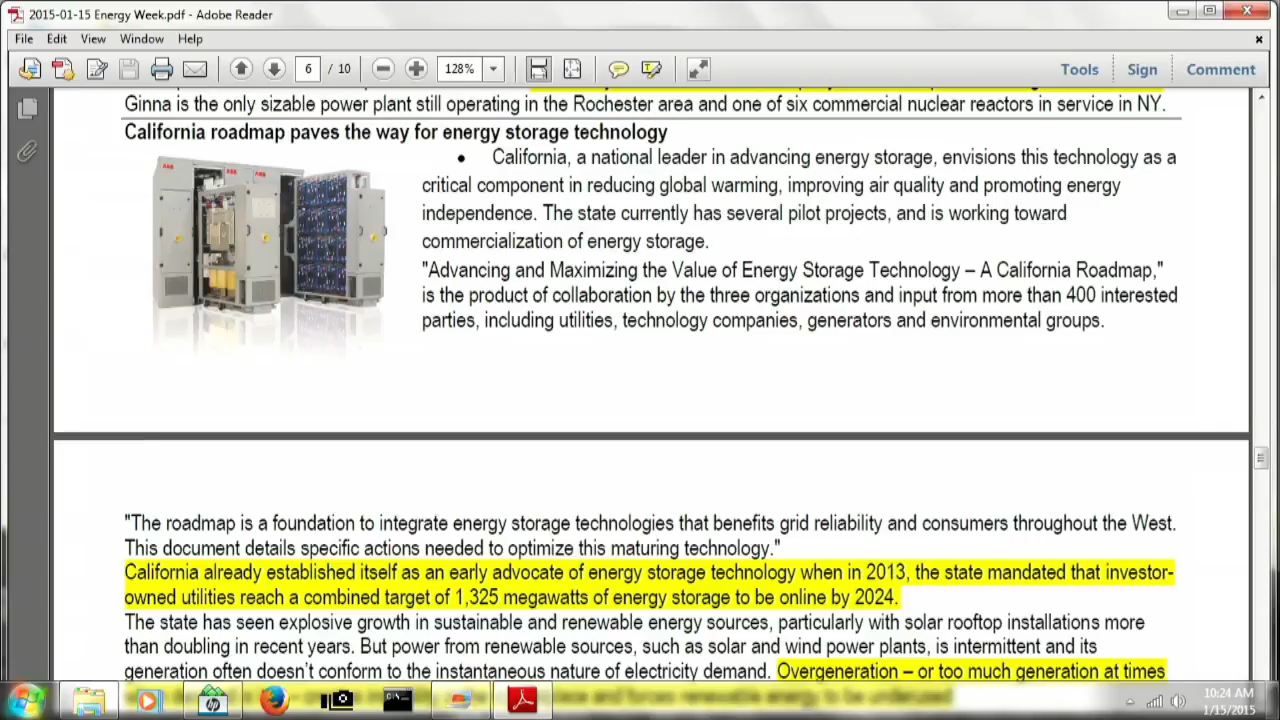 2015-01-15 Energy Week.pdf - Adobe Reader
File Edit View Window Help
6 / 10
128%
Tools Sign Comment
Ginna is the only sizable power plant still operating in the Rochester area and one of six commercial nuclear reactors in service in NY.
California roadmap paves the way for energy storage technology
ABB ABB ABB
• California, a national leader in advancing energy storage, envisions this technology as a
critical component in reducing global warming, improving air quality and promoting energy
independence. The state currently has several pilot projects, and is working toward
commercialization of energy storage.
"Advancing and Maximizing the Value of Energy Storage Technology – A California Roadmap,"
is the product of collaboration by the three organizations and input from more than 400 interested
parties, including utilities, technology companies, generators and environmental groups.
"The roadmap is a foundation to integrate energy storage technologies that benefits grid reliability and consumers throughout the West.
This document details specific actions needed to optimize this maturing technology."
California already established itself as an early advocate of energy storage technology when in 2013, the state mandated that investor-
owned utilities reach a combined target of 1,325 megawatts of energy storage to be online by 2024.
The state has seen explosive growth in sustainable and renewable energy sources, particularly with solar rooftop installations more
than doubling in recent years. But power from renewable sources, such as solar and wind power plants, is intermittent and its
generation often doesn't conform to the instantaneous nature of electricity demand. Overgeneration – or too much generation at times
10:24 AM
1/15/2015